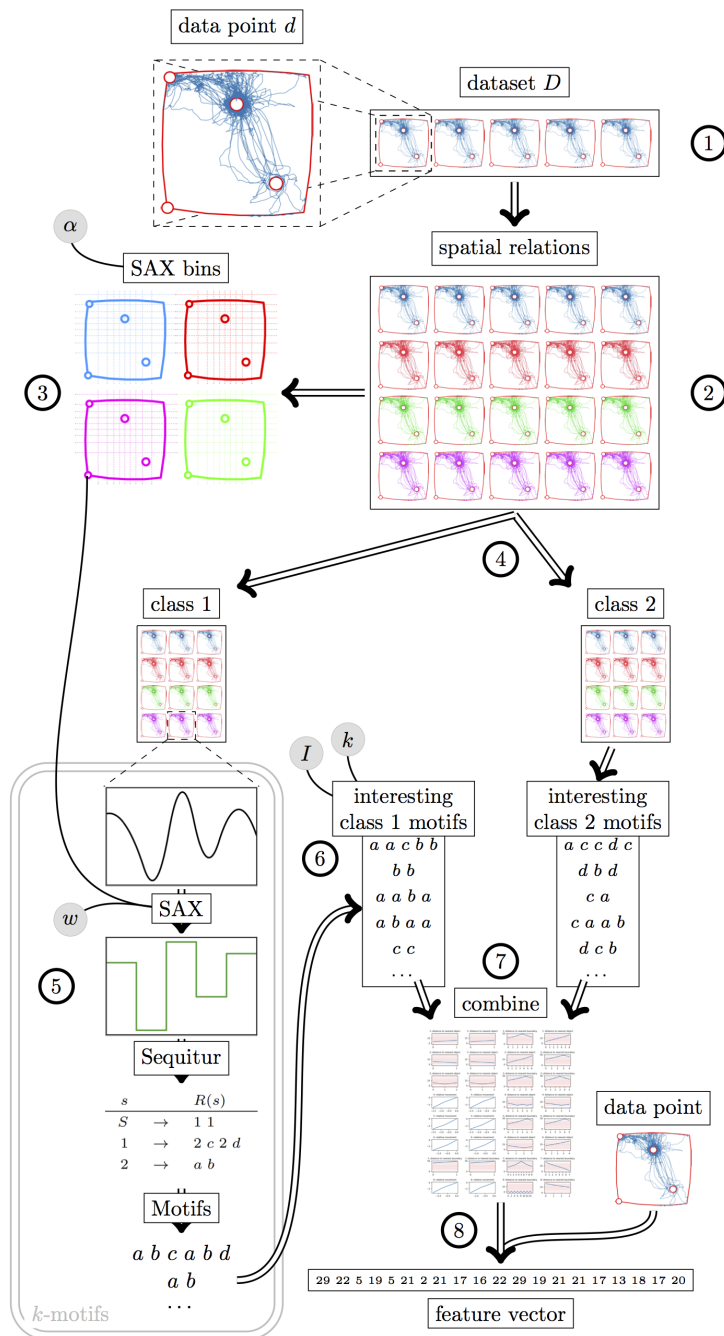 data point d
dataset D
1
spatial relations
α
SAX bins
3
2
4
class 1
class 2
I
k
interesting
class 1 motifs
interesting
class 2 motifs
6
a a c b b
b b
a a b a
a b a a
c c
...
a c c d c
d b d
c a
c a a b
d c b
...
w
SAX
5
7
combine
Sequitur
s R(s)
S → 1 1
1 → 2 c 2 d
2 → a b
data point
Motifs
a b c a b d
a b
...
k-motifs
8
29 22 5 19 5 21 2 21 17 16 22 29 19 21 21 17 13 18 17 20
feature vector